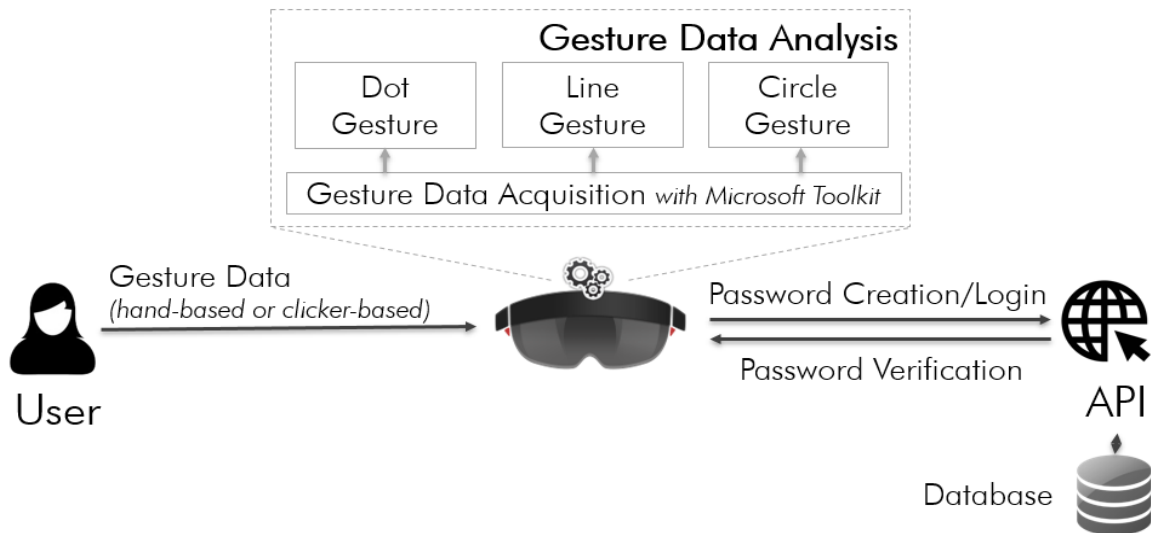 Gesture Data Analysis
Dot
Gesture
Line
Gesture
Circle
Gesture
Gesture Data Acquisition with Microsoft Toolkit
Gesture Data
(hand-based or clicker-based)
Password Creation/Login
Password Verification
User
API
Database